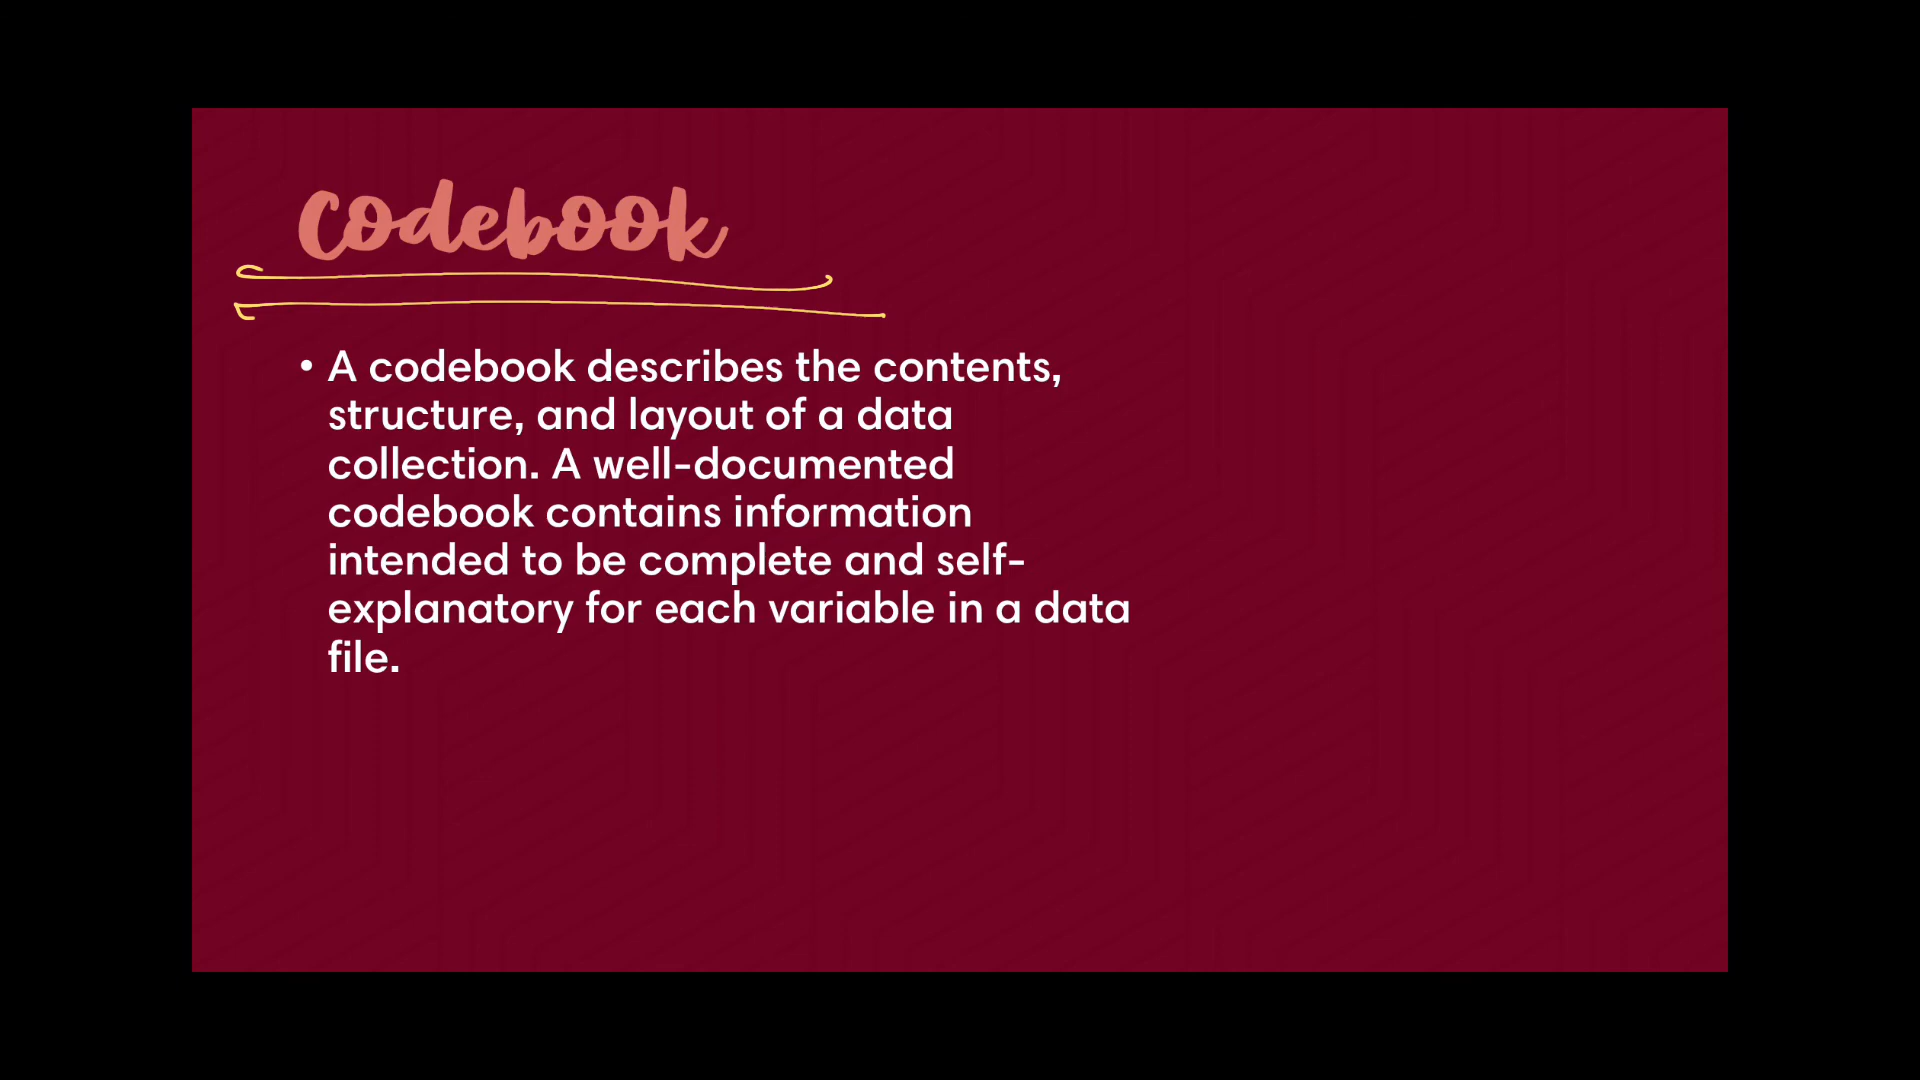 Codebook
• A codebook describes the contents,
structure, and layout of a data
collection. A well-documented
codebook contains information
intended to be complete and self-
explanatory for each variable in a data
file.